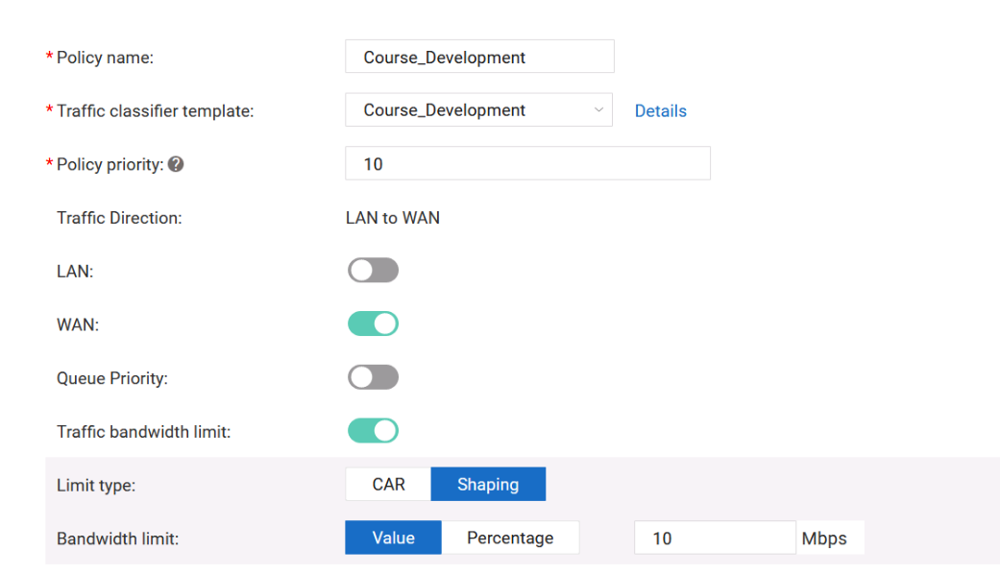 * Policy name: Course_Development
* Traffic classifier template: Course_Development Details
* Policy priority: ? 10
Traffic Direction: LAN to WAN
LAN:
WAN:
Queue Priority:
Traffic bandwidth limit:
Limit type: CAR Shaping
Bandwidth limit: Value Percentage 10 Mbps